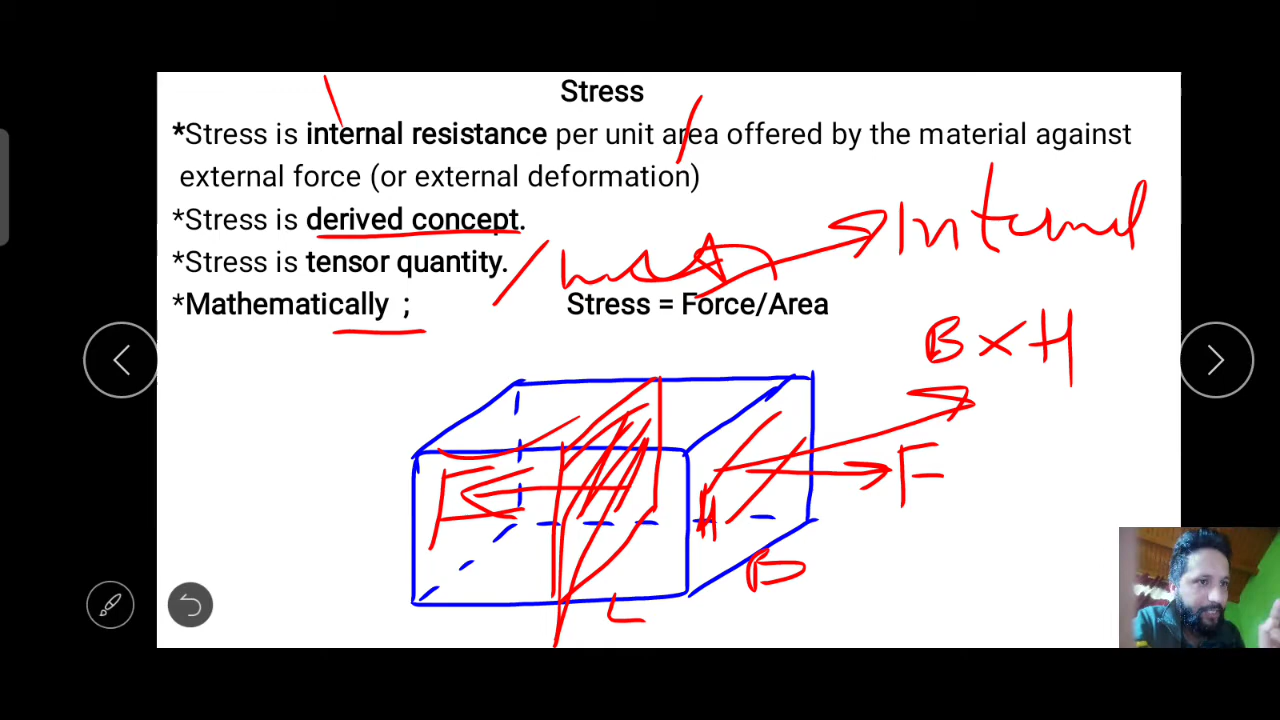 Stress
*Stress is internal resistance per unit area offered by the material against
external force (or external deformation)
*Stress is derived concept.
*Stress is tensor quantity.
Internal
*Mathematically ; Stress = Force/Area
B × H
F
F
H
B
L